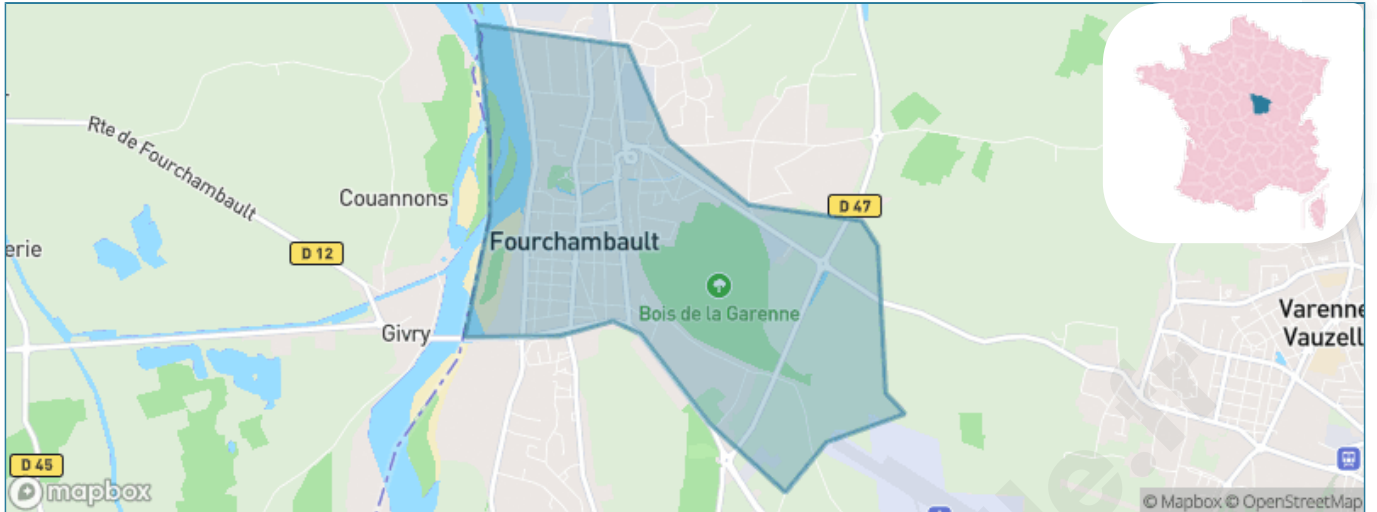 Rte de Fourchambault
Couannons
D 47
erie
D 12
Fourchambault
Bois de la Garenne
Givry
Varenne
Vauzell
D 45
mapbox
© Mapbox © OpenStreetMap